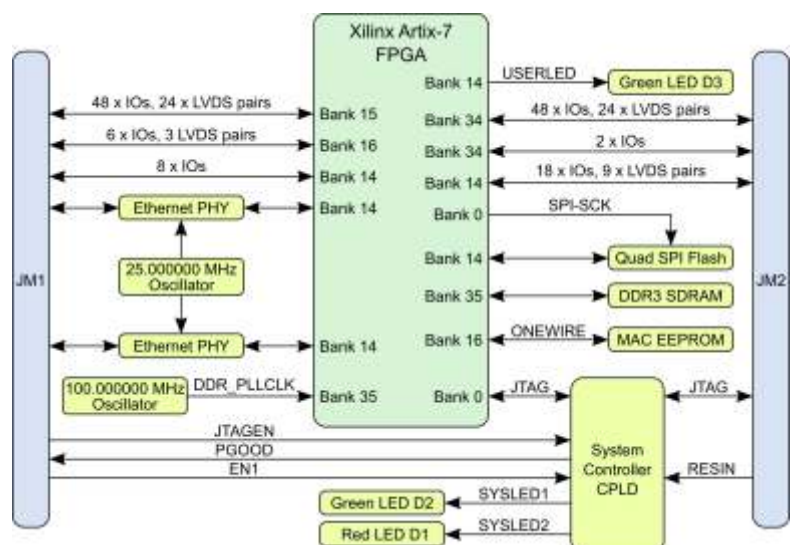 Xilinx Artix-7
FPGA
JM1
48 x IOs, 24 x LVDS pairs
Bank 15
6 x IOs, 3 LVDS pairs
Bank 16
8 x IOs
Bank 14
Ethernet PHY
Bank 14
25.000000 MHz
Oscillator
Ethernet PHY
Bank 14
100.000000 MHz
Oscillator
DDR_PLLCLK
Bank 35
Bank 14
USERLED
Green LED D3
Bank 34
48 x IOs, 24 x LVDS pairs
Bank 34
2 x IOs
Bank 14
18 x IOs, 9 x LVDS pairs
Bank 0
SPI-SCK
Bank 14
Quad SPI Flash
Bank 35
DDR3 SDRAM
Bank 16
ONEWIRE
MAC EEPROM
Bank 0
JTAG
JTAG
JM2
JTAGEN
PGOOD
EN1
System
Controller
CPLD
RESIN
Green LED D2
SYSLED1
Red LED D1
SYSLED2